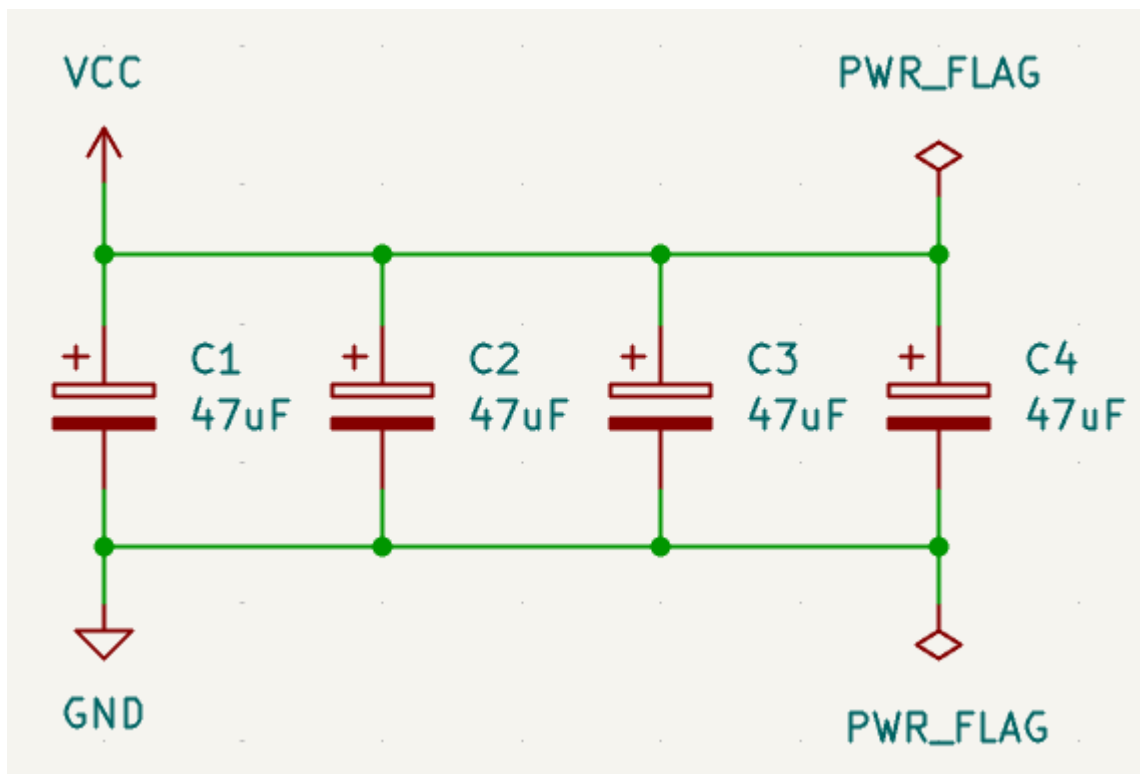 VCC
PWR_FLAG
+ C1
47uF
+ C2
47uF
+ C3
47uF
+ C4
47uF
GND
PWR_FLAG